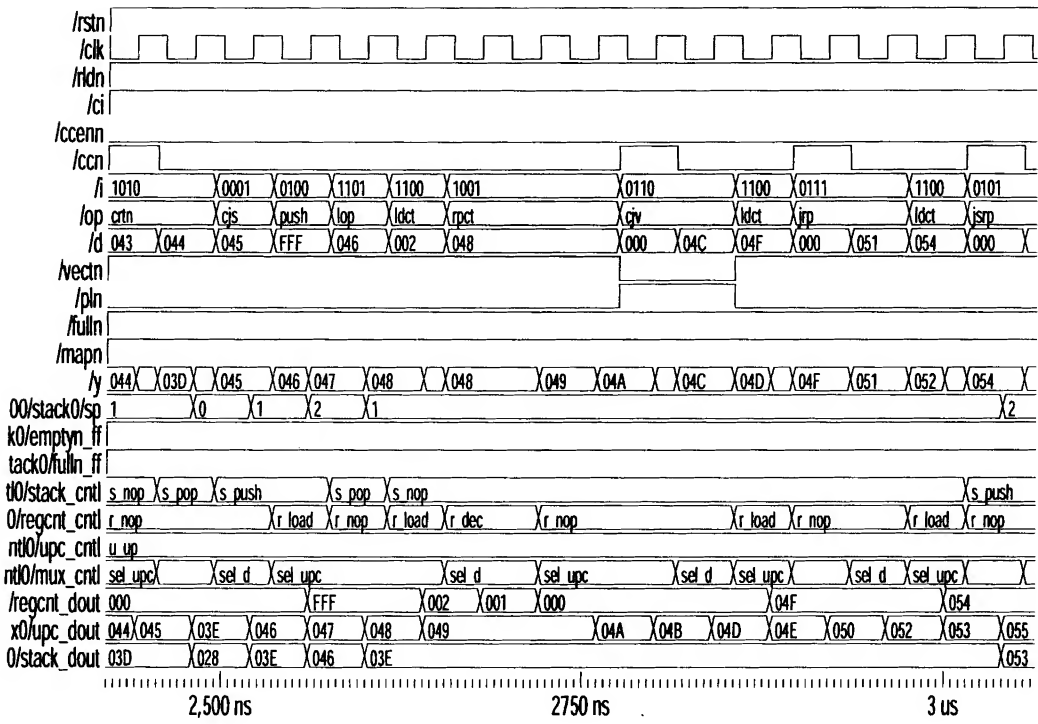 /rstn
/clk
/rldn
/ci
/ccenn
/ccn
/i 1010 0001 0100 1101 1100 1001 0110 1100 0111 1100 0101
/op crtn cjs push lop ldct rpct cjv ldct jrp ldct jsrp
/d 043 044 045 FFF 046 002 048 000 04C 04F 000 051 054 000
/vectn
/pln
/fulln
/mapn
/y 044 03D 045 046 047 048 048 049 04A 04C 04D 04F 051 052 054
00/stack0/sp 1 0 1 2 1 2
k0/emptyn_ff
tack0/fulln_ff
tl0/stack_cntl s_nop s_pop s_push s_pop s_nop s_push
0/regcnt_cntl r_nop r_load r_nop r_load r_dec r_nop r_load r_nop r_load r_nop
ntl0/upc_cntl u_up
ntl0/mux_cntl sel_upc sel_d sel_upc sel_d sel_upc sel_d sel_upc sel_d sel_upc
/regcnt_dout 000 FFF 002 001 000 04F 054
x0/upc_dout 044 045 03E 046 047 048 049 04A 04B 04D 04E 050 052 053 055
0/stack_dout 03D 028 03E 046 03E 053
2,500 ns 2750 ns 3 us